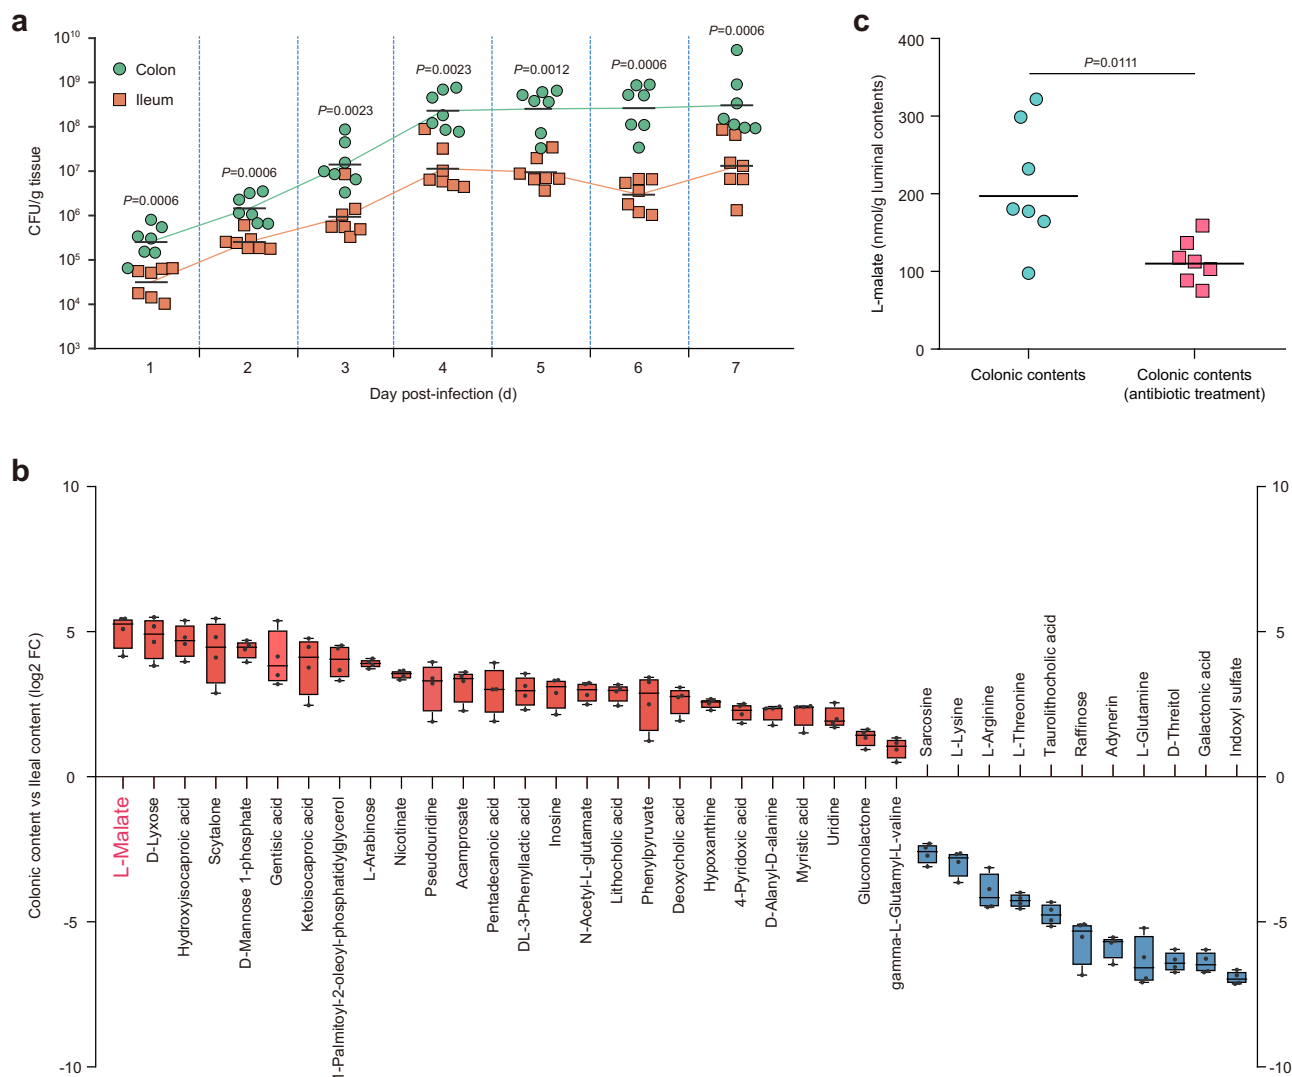 a
10^10
10^9
10^8
10^7
10^6
10^5
10^4
10^3
CFU/g tissue
Colon
Ileum
P=0.0006
P=0.0006
P=0.0023
P=0.0023
P=0.0012
P=0.0006
P=0.0006
1
2
3
4
5
6
7
Day post-infection (d)
c
400
300
200
100
0
L-malate (nmol/g luminal contents)
P=0.0111
Colonic contents
Colonic contents
(antibiotic treatment)
b
10
5
0
-5
-10
Colonic content vs Ileal content (log2 FC)
10
5
0
-5
-10
L-Malate
D-Lyxose
Hydroxyisocaproic acid
Scytalone
D-Mannose 1-phosphate
Gentisic acid
Ketoisocaproic acid
1-Palmitoyl-2-oleoyl-phosphatidylglycerol
L-Arabinose
Nicotinate
Pseudouridine
Acamprosate
Pentadecanoic acid
DL-3-Phenyllactic acid
Inosine
N-Acetyl-L-glutamate
Lithocholic acid
Phenylpyruvate
Deoxycholic acid
Hypoxanthine
4-Pyridoxic acid
D-Alanyl-D-alanine
Myristic acid
Uridine
Gluconolactone
gamma-L-Glutamyl-L-valine
Sarcosine
L-Lysine
L-Arginine
L-Threonine
Taurolithocholic acid
Raffinose
Adynerin
L-Glutamine
D-Threitol
Galactonic acid
Indoxyl sulfate